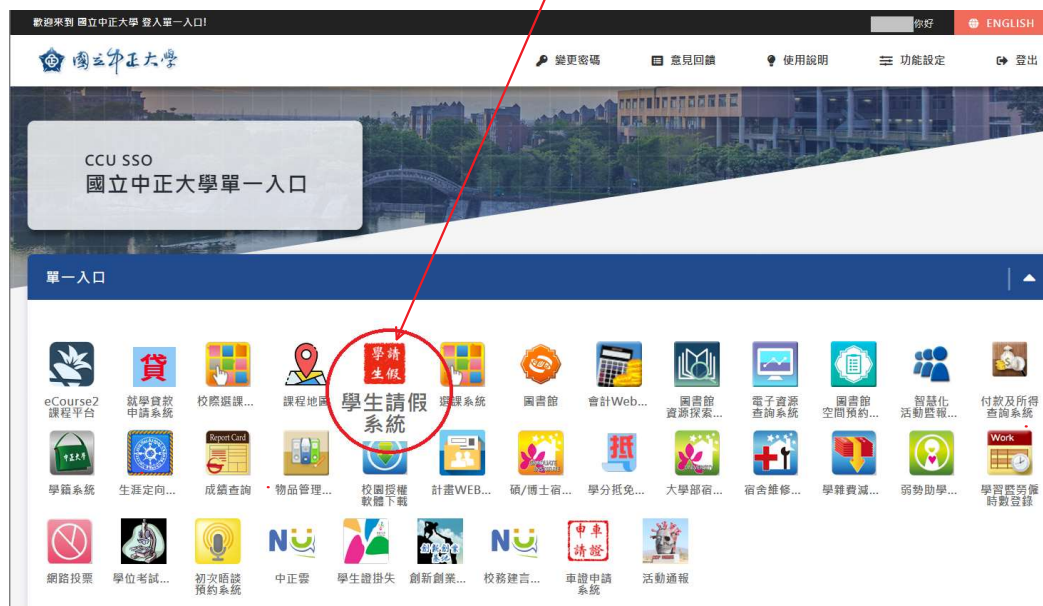 歡迎來到 國立中正大學 登入單一入口!
你好
ENGLISH
國立中正大學
變更密碼
意見回饋
使用說明
功能設定
登出
CCU SSO
國立中正大學單一入口
單一入口
學請
生假
eCourse2
課程平台
貸
就學貸款
申請系統
校際選課...
課程地圖
學生請假
系統
選課系統
圖書館
會計Web...
圖書館
資源探索...
電子資源
查詢系統
圖書館
空間預約...
智慧化
活動暨報...
付款及所得
查詢系統
中正大學
Report Card
抵
Work
學籍系統
生涯定向...
成績查詢
物品管理...
校園授權
軟體下載
計畫WEB...
碩/博士宿...
學分抵免...
大學部宿...
宿舍維修...
學雜費減...
弱勢助學...
學習暨勞僱
時數登錄
NU
NU
申車
請證
網路投票
學位考試...
初次晤談
預約系統
中正雲
學生證掛失
創新創業...
校務建言...
車證申請
系統
活動通報